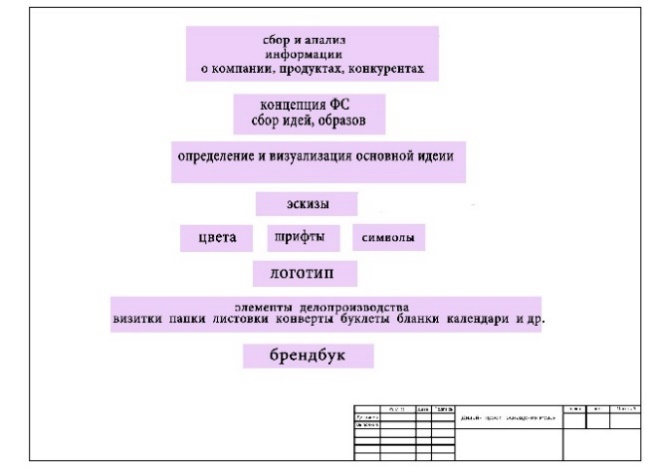 сбор и анализ
информации
о компании, продуктах, конкурентах
концепция ФС
сбор идей, образов
определение и визуализация основной идеии
эскизы
цвета шрифты символы
логотип
элементы делопроизводства
визитки папки листовки конверты буклеты бланки календари и др.
брендбук